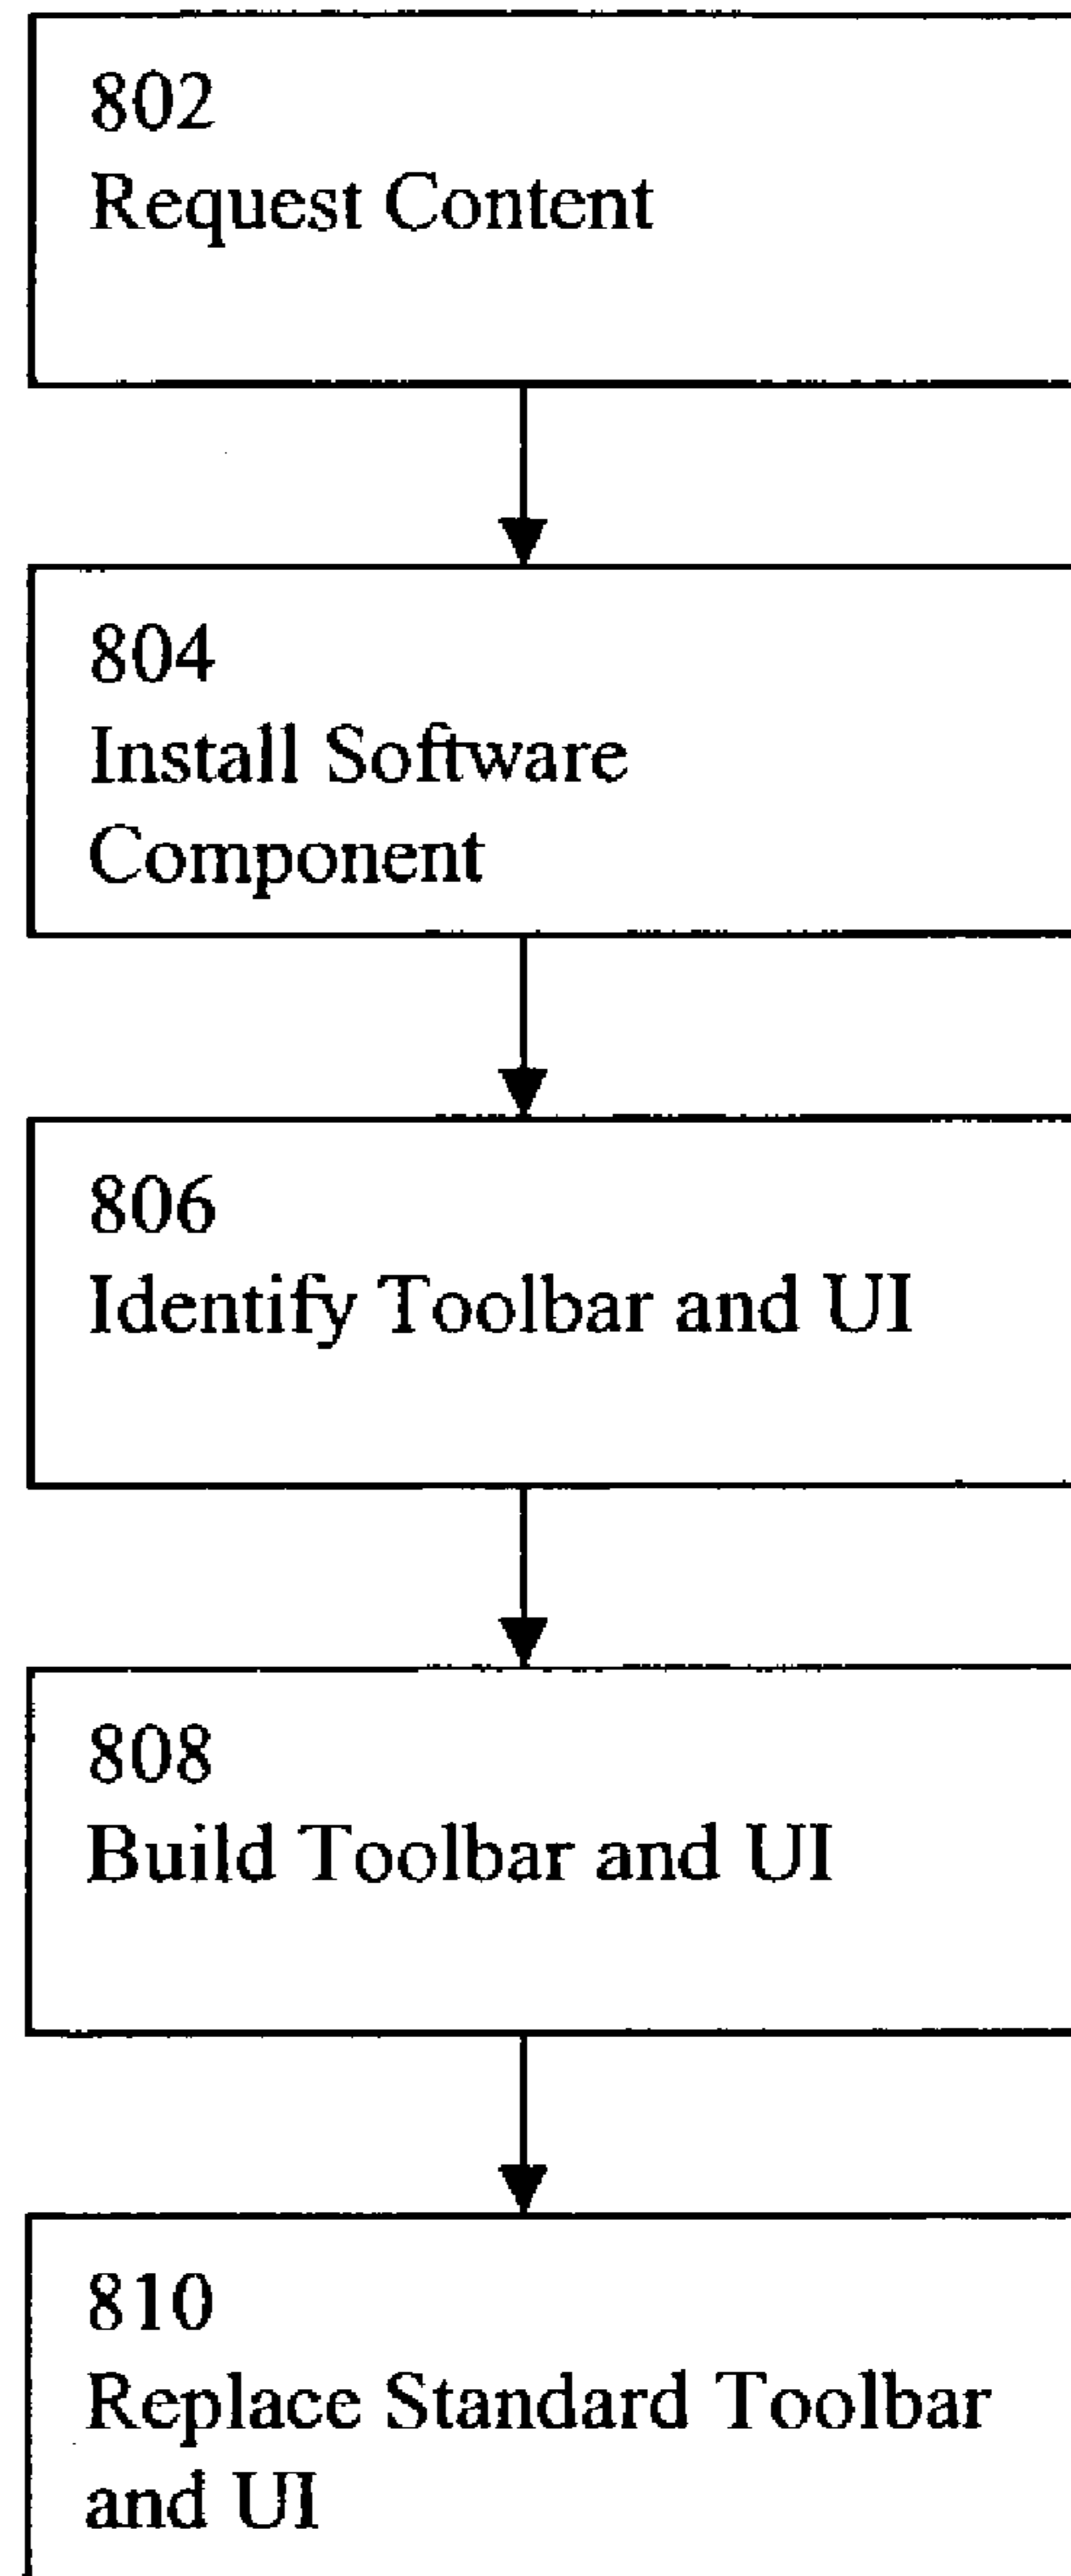 802
Request Content
804
Install Software
Component
806
Identify Toolbar and UI
808
Build Toolbar and UI
810
Replace Standard Toolbar
and UI